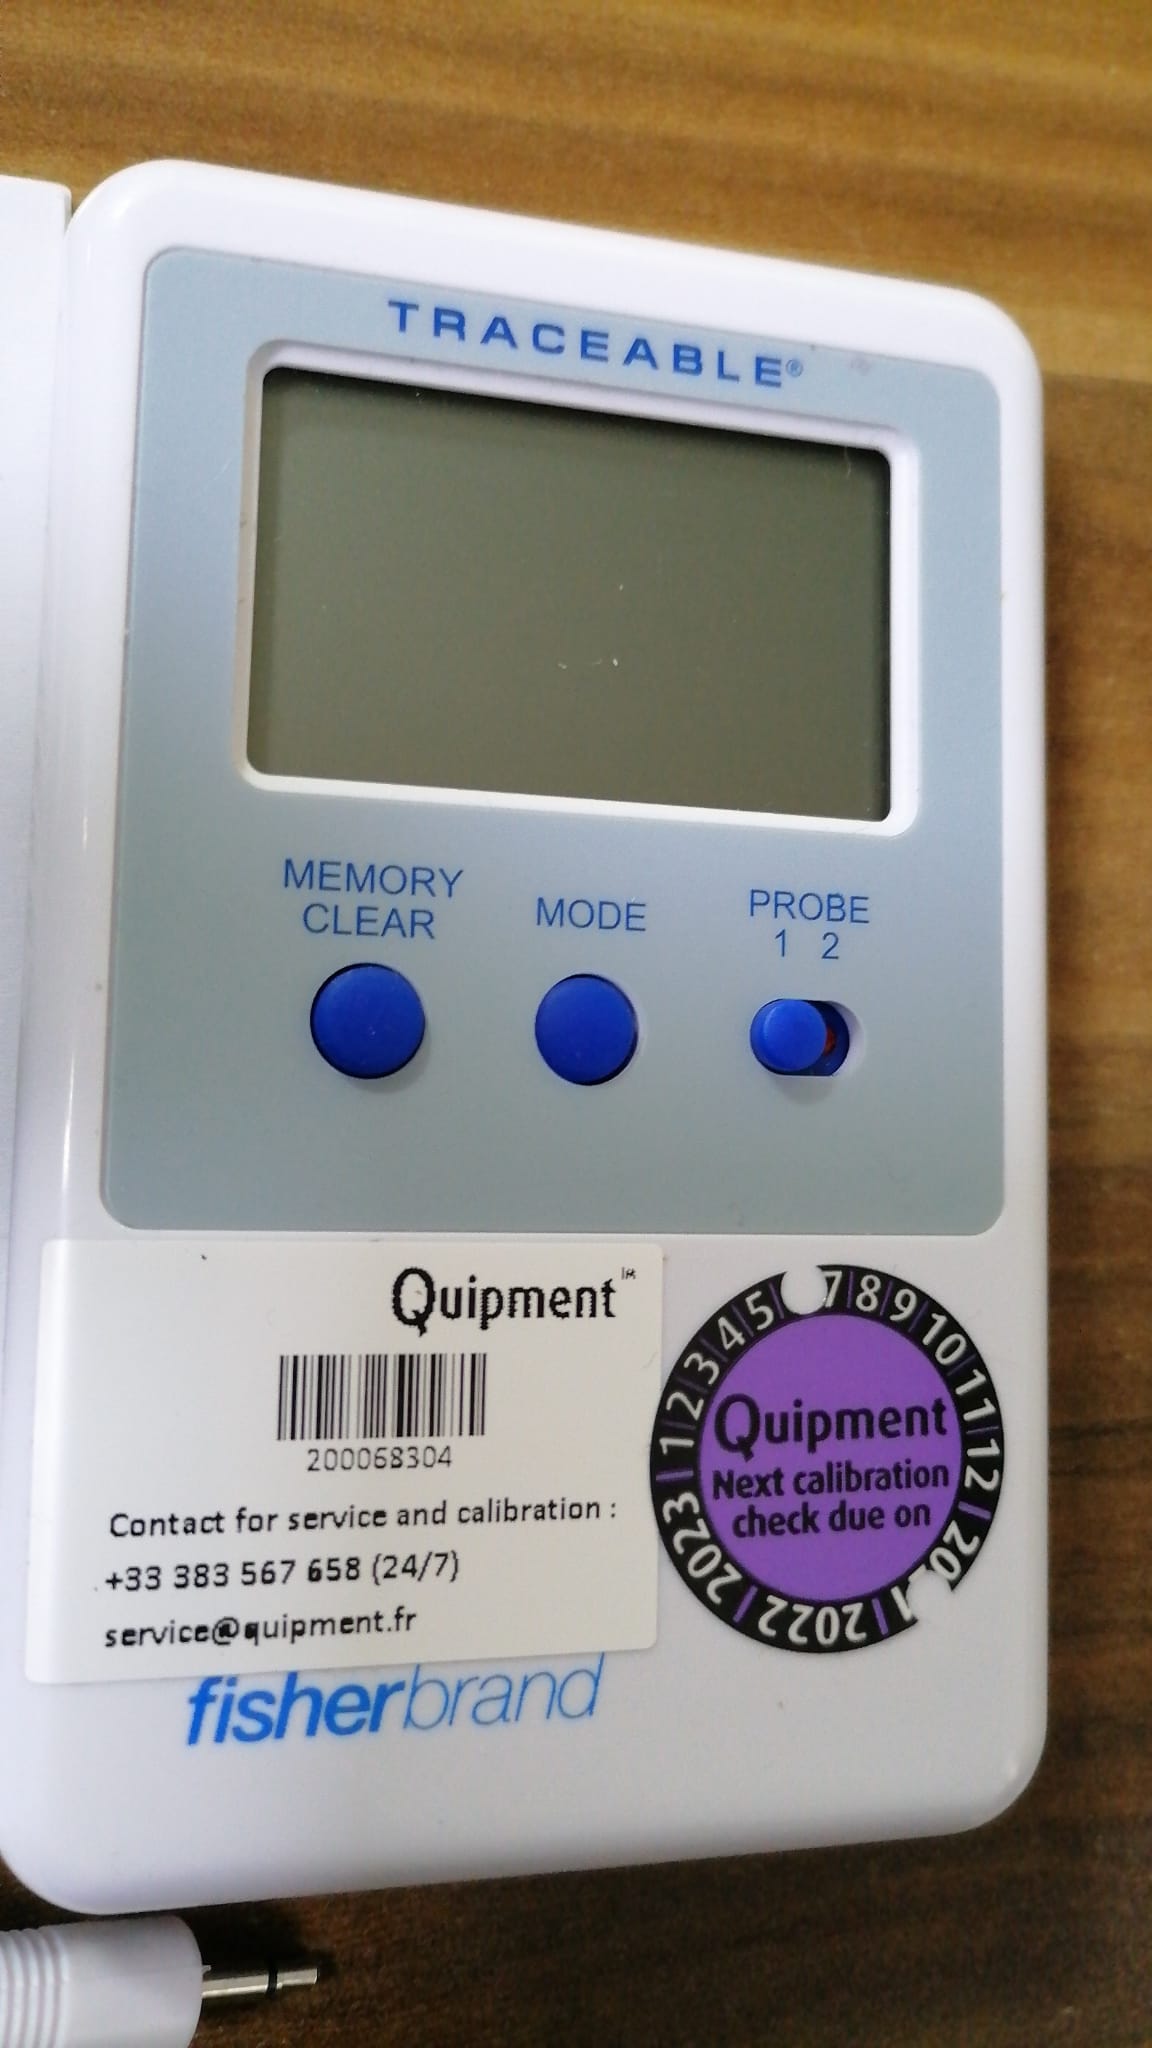 TRACEABLE®
MEMORY
CLEAR
MODE
PROBE
1 2
Quipment™
200068304
Contact for service and calibration :
+33 383 567 658 (24/7)
service@quipment.fr
1 2 3 4 5 7 8 9 10 11 12
2022 2023
Quipment
Next calibration
check due on
fisherbrand